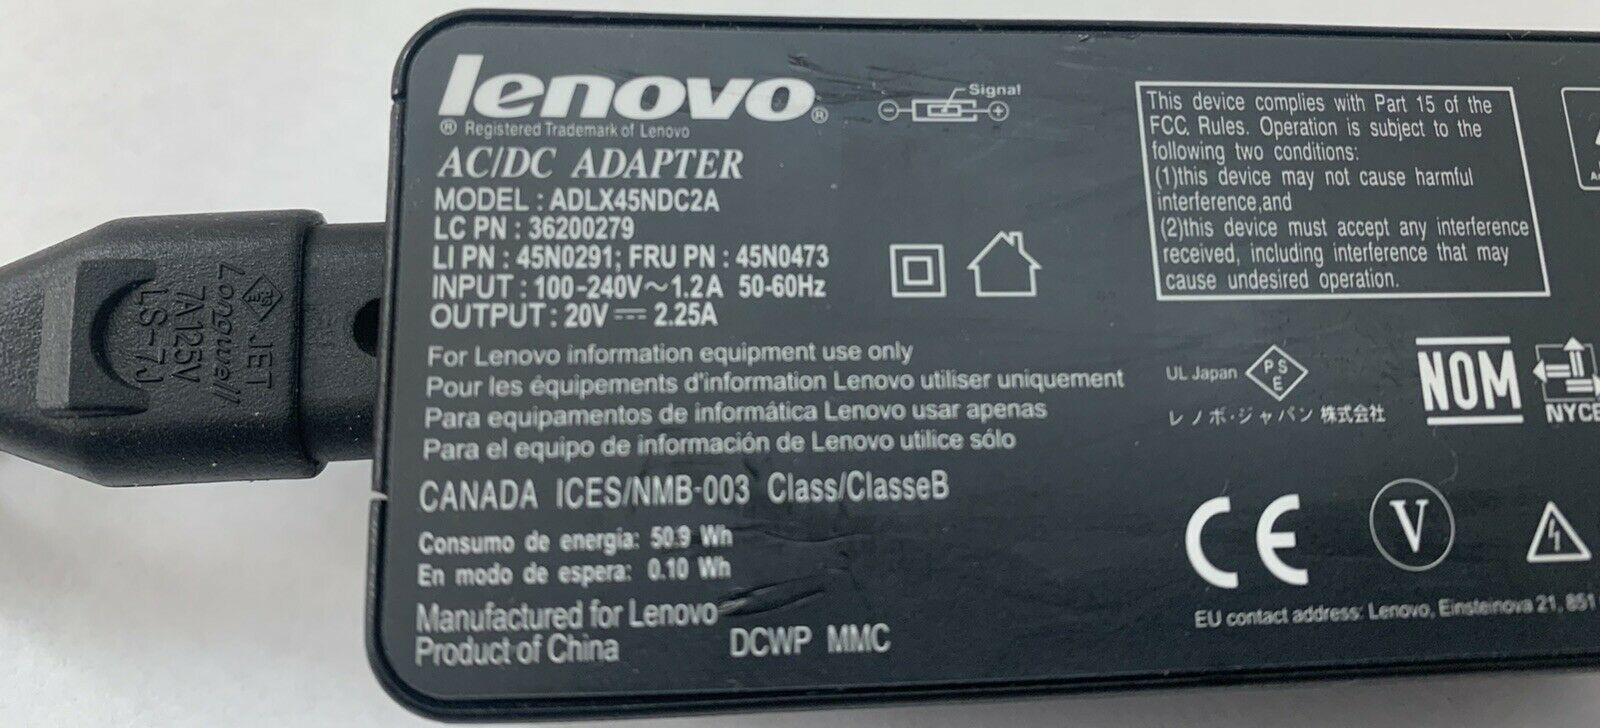 lenovo®
® Registered Trademark of Lenovo
Signal
AC/DC ADAPTER
MODEL : ADLX45NDC2A
LC PN : 36200279
LI PN : 45N0291; FRU PN : 45N0473
INPUT : 100-240V~1.2A 50-60Hz
OUTPUT : 20V ⎓ 2.25A
For Lenovo information equipment use only
Pour les équipements d'information Lenovo utiliser uniquement
Para equipamentos de informática Lenovo usar apenas
Para el equipo de información de Lenovo utilice sólo
CANADA ICES/NMB-003 Class/ClasseB
Consumo de energía: 50.9 Wh
En modo de espera: 0.10 Wh
Manufactured for Lenovo
Product of China
DCWP MMC
This device complies with Part 15 of the
FCC. Rules. Operation is subject to the
following two conditions:
(1)this device may not cause harmful
interference,and
(2)this device must accept any interference
received, including interference that may
cause undesired operation.
UL Japan PSE
レノボ・ジャパン 株式会社
NOM
NYCE
CE
V
EU contact address: Lenovo, Einsteinova 21, 851
JET
Longwell
7A125V
LS-7J